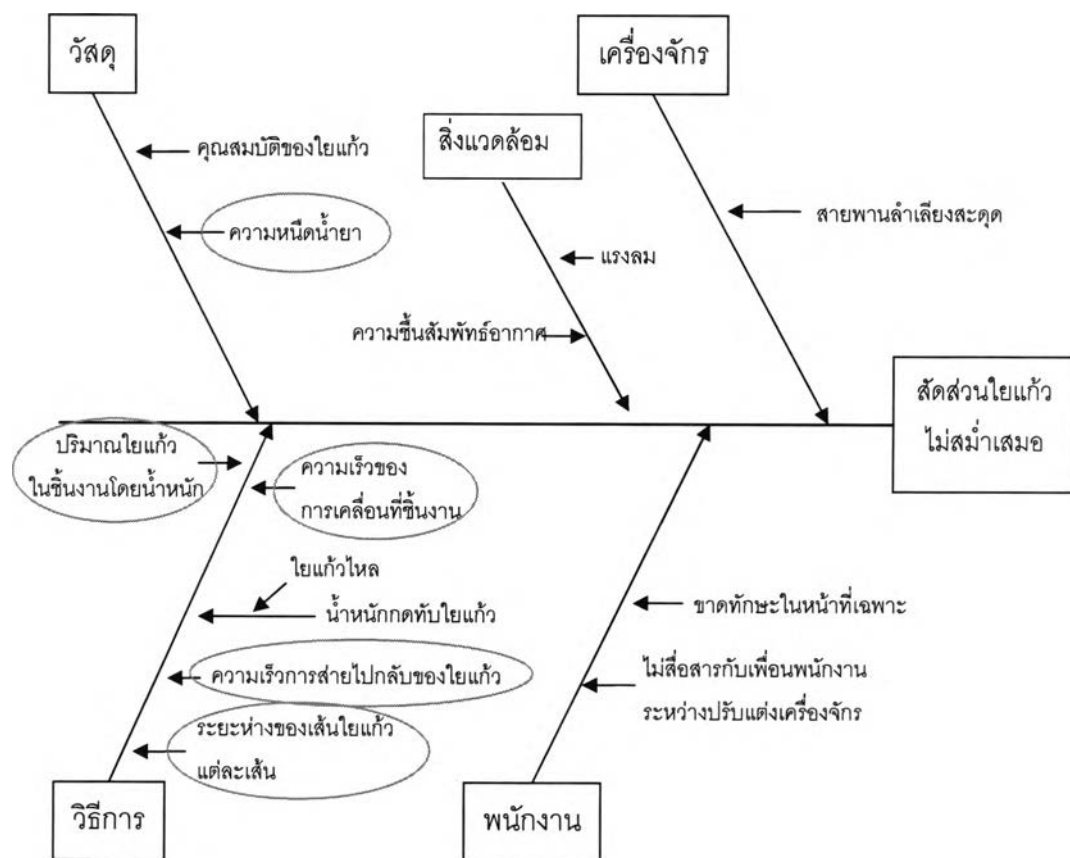 วัสดุ
เครื่องจักร
สิ่งแวดล้อม
คุณสมบัติของใยแก้ว
ความหนืดน้ำยา
สายพานลำเลียงสะดุด
แรงลม
ความชื้นสัมพัทธ์อากาศ
สัดส่วนใยแก้ว
ไม่สม่ำเสมอ
ปริมาณใยแก้ว
ในชิ้นงานโดยน้ำหนัก
ความเร็วของ
การเคลื่อนที่ชิ้นงาน
ใยแก้วไหล
น้ำหนักกดทับใยแก้ว
ความเร็วการส่ายไปกลับของใยแก้ว
ระยะห่างของเส้นใยแก้ว
แต่ละเส้น
ขาดทักษะในหน้าที่เฉพาะ
ไม่สื่อสารกับเพื่อนพนักงาน
ระหว่างปรับแต่งเครื่องจักร
วิธีการ
พนักงาน